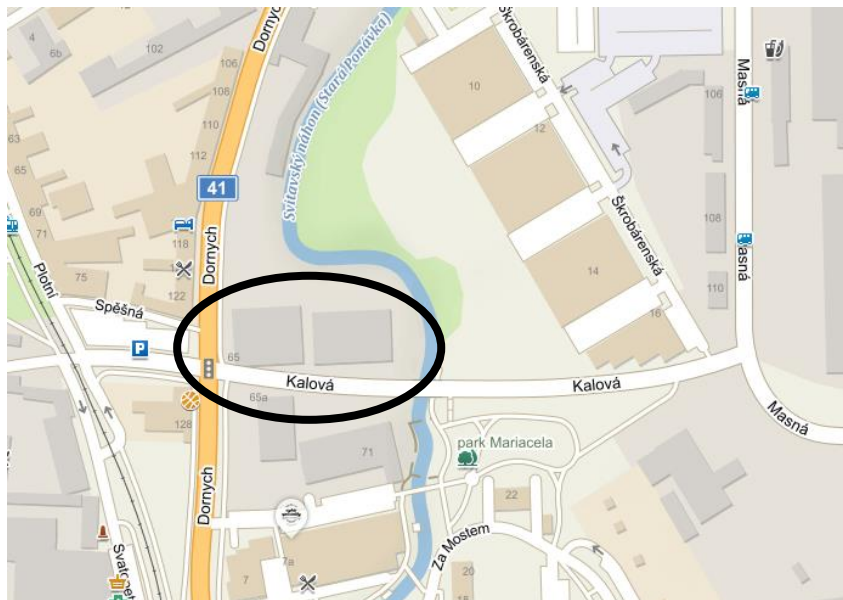 4
6b
102
Dornych
106
108
110
112
41
Svitavský náhon (Stará Ponávka)
Škrobárenská
10
12
14
16
Škrobárenská
Masná
106
108
Masná
110
63
65
69
71
75
118
122
Plotní
Dornych
Spěšná
P
65
Kalová
Kalová
65a
128
71
Masná
park Mariacela
22
Dornych
7
7a
Za Mostem
20
18